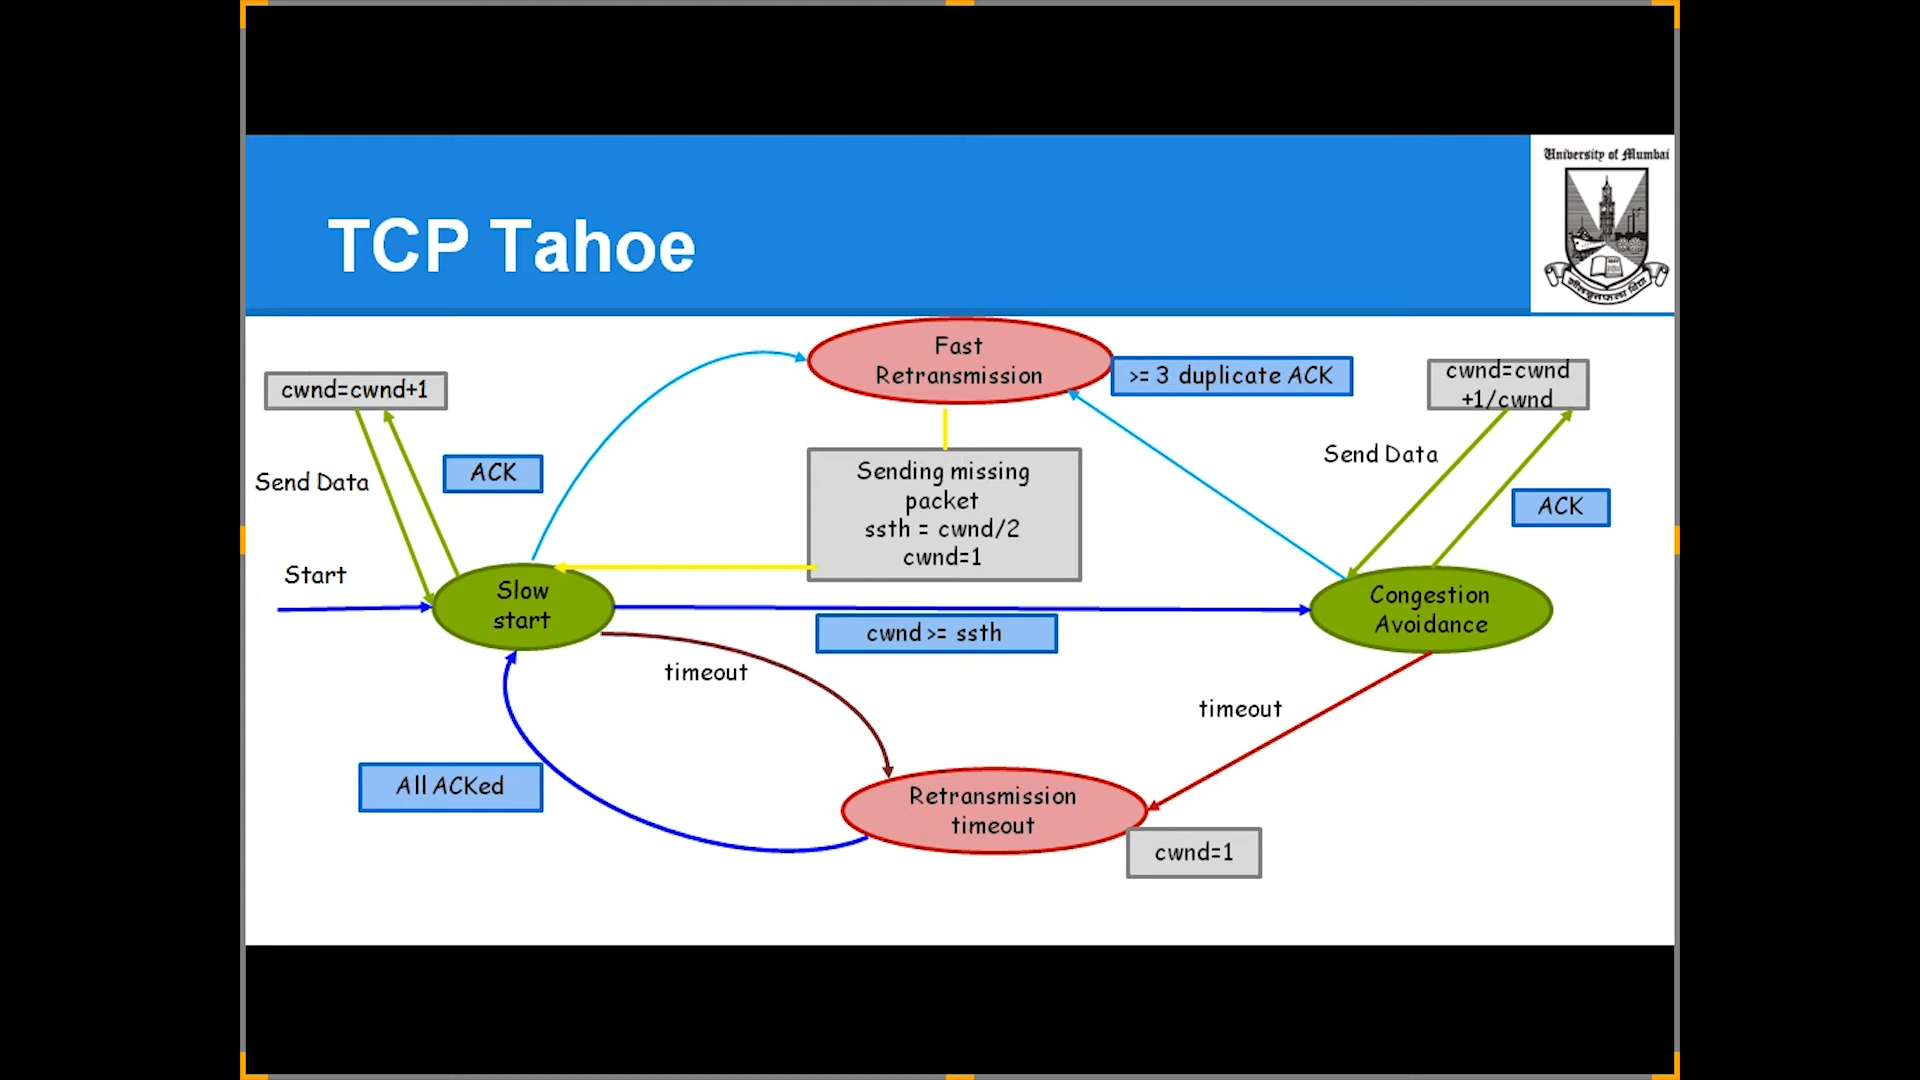 University of Mumbai
TCP Tahoe
Fast
Retransmission
>= 3 duplicate ACK
cwnd=cwnd
+1/cwnd
cwnd=cwnd+1
Send Data
ACK
Sending missing
packet
ssth = cwnd/2
cwnd=1
Send Data
ACK
Start
Slow
start
Congestion
Avoidance
cwnd >= ssth
timeout
timeout
All ACKed
Retransmission
timeout
cwnd=1